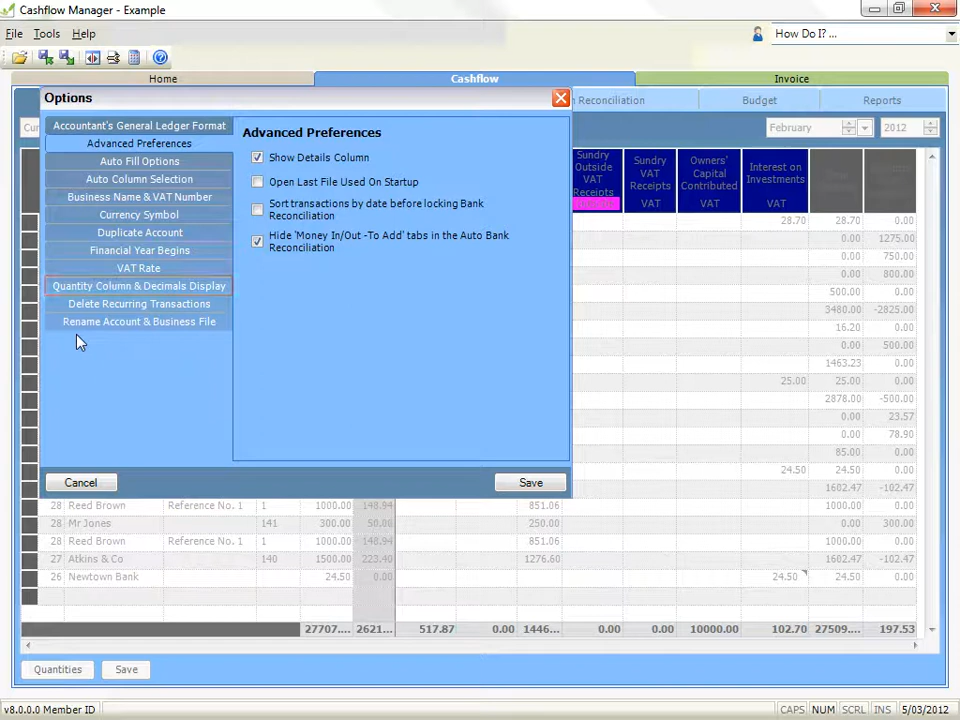 Cashflow Manager - Example
File Tools Help
How Do I? ...
Home Cashflow Invoice
Options
Reconciliation Budget Reports
Accountant's General Ledger Format
Advanced Preferences
Auto Fill Options
Auto Column Selection
Business Name & VAT Number
Currency Symbol
Duplicate Account
Financial Year Begins
VAT Rate
Quantity Column & Decimals Display
Delete Recurring Transactions
Rename Account & Business File
Advanced Preferences
Show Details Column
Open Last File Used On Startup
Sort transactions by date before locking Bank
Reconciliation
Hide 'Money In/Out -To Add' tabs in the Auto Bank
Reconciliation
Cancel Save
February 2012
Sundry Outside VAT Receipts
Sundry VAT Receipts VAT
Owners' Capital Contributed VAT
Interest on Investments VAT
28.70 28.70 0.00
0.00 1275.00
0.00 750.00
0.00 800.00
500.00 0.00
3480.00 -2825.00
16.20 0.00
0.00 500.00
1463.23 0.00
25.00 25.00 0.00
2878.00 -500.00
0.00 23.57
0.00 78.90
85.00 0.00
24.50 24.50 0.00
1602.47 -102.47
28 Reed Brown Reference No. 1 1 1000.00 148.94 851.06 1000.00 0.00
28 Mr Jones 141 300.00 50.00 250.00 0.00 300.00
28 Reed Brown Reference No. 1 1 1000.00 148.94 851.06 1000.00 0.00
27 Atkins & Co 140 1500.00 223.40 1276.60 1602.47 -102.47
26 Newtown Bank 24.50 0.00 24.50 24.50 0.00
0.00 0.00
27707.... 2621... 517.87 0.00 1446... 0.00 0.00 10000.00 102.70 27509.... 197.53
Quantities Save
v8.0.0.0 Member ID CAPS NUM SCRL INS 5/03/2012